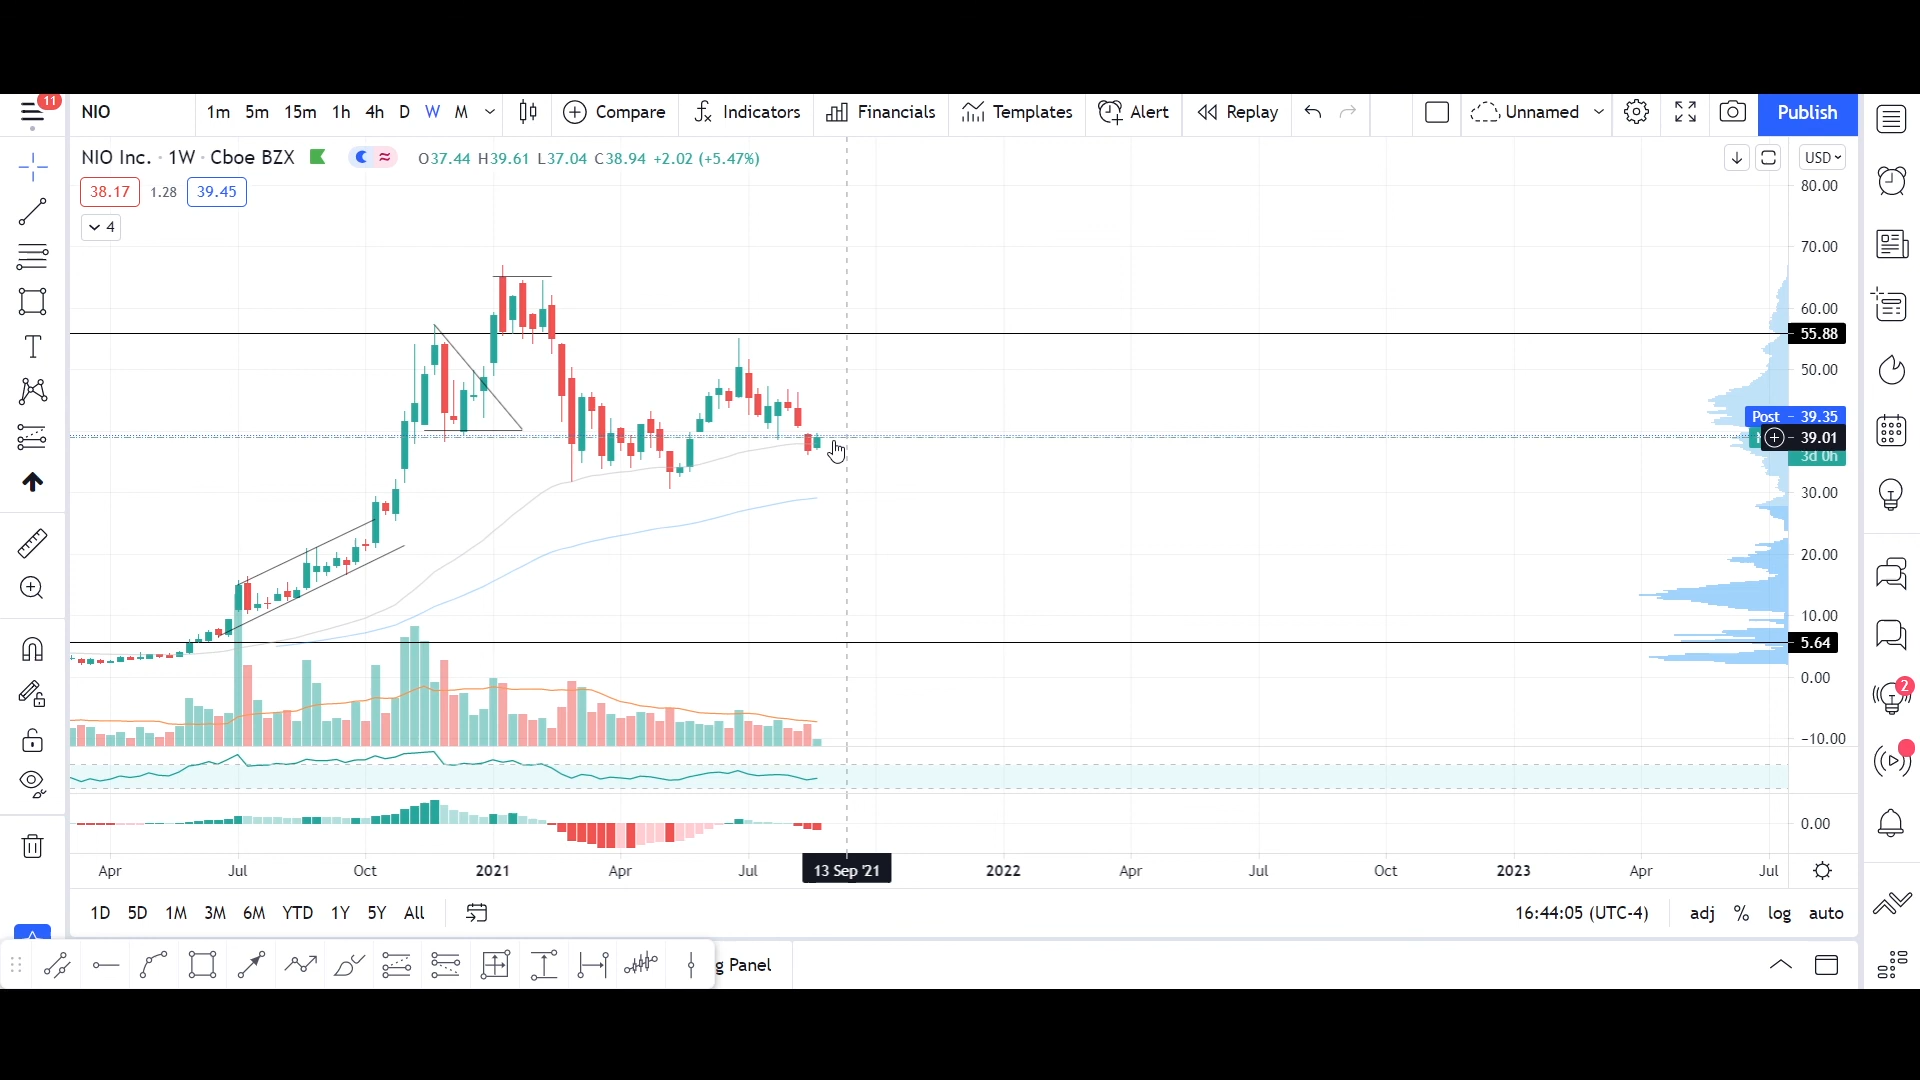 11
NIO 1m 5m 15m 1h 4h D W M Compare Indicators Financials Templates Alert Replay Unnamed Publish
NIO Inc. · 1W · Cboe BZX O37.44 H39.61 L37.04 C38.94 +2.02 (+5.47%) USD
38.17 1.28 39.45
4
80.00
70.00
60.00
55.88
50.00
Post 39.35
39.01
3d 0h
30.00
20.00
10.00
5.64
0.00
2
−10.00
0.00
Apr Jul Oct 2021 Apr Jul 13 Sep '21 2022 Apr Jul Oct 2023 Apr Jul
1D 5D 1M 3M 6M YTD 1Y 5Y All 16:44:05 (UTC-4) adj % log auto
g Panel